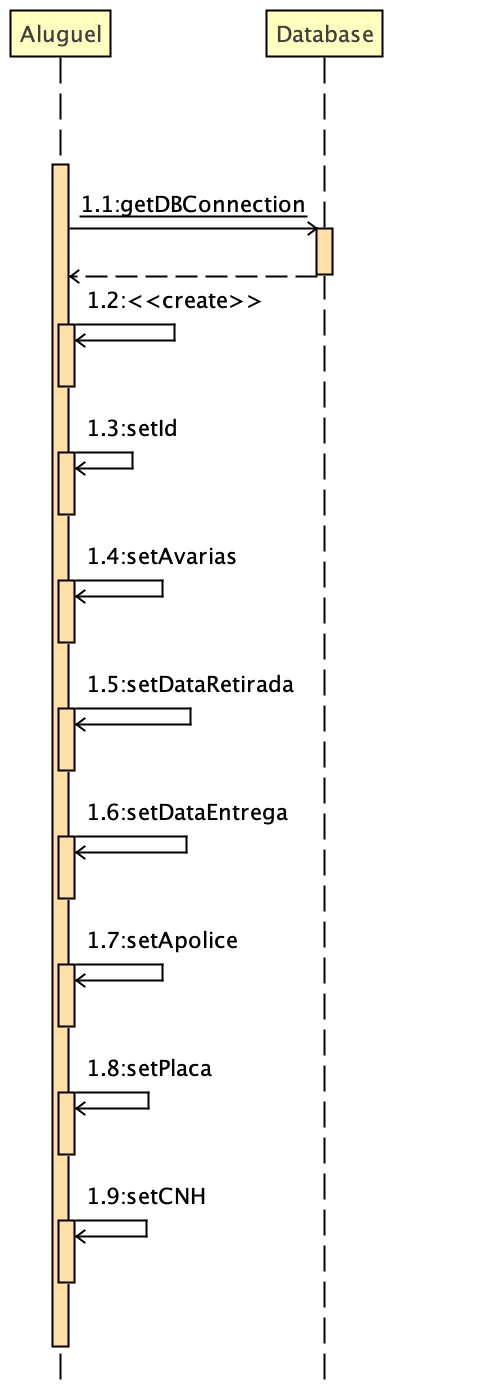 Aluguel
Database
1.1:getDBConnection
1.2:<<create>>
1.3:setId
1.4:setAvarias
1.5:setDataRetirada
1.6:setDataEntrega
1.7:setApolice
1.8:setPlaca
1.9:setCNH